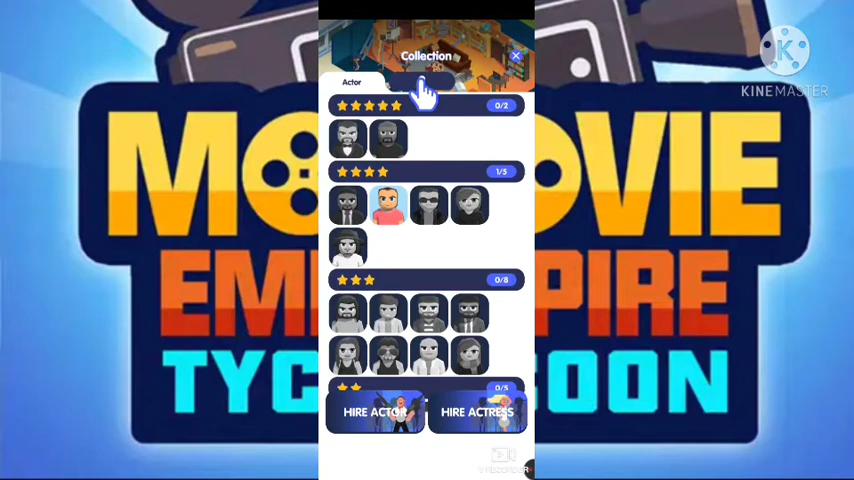 Collection
Actor
0/2
1/5
0/8
0/5
HIRE ACTOR
HIRE ACTRESS
MOVIE
EMPIRE
TYCOON
K
KINEMASTER